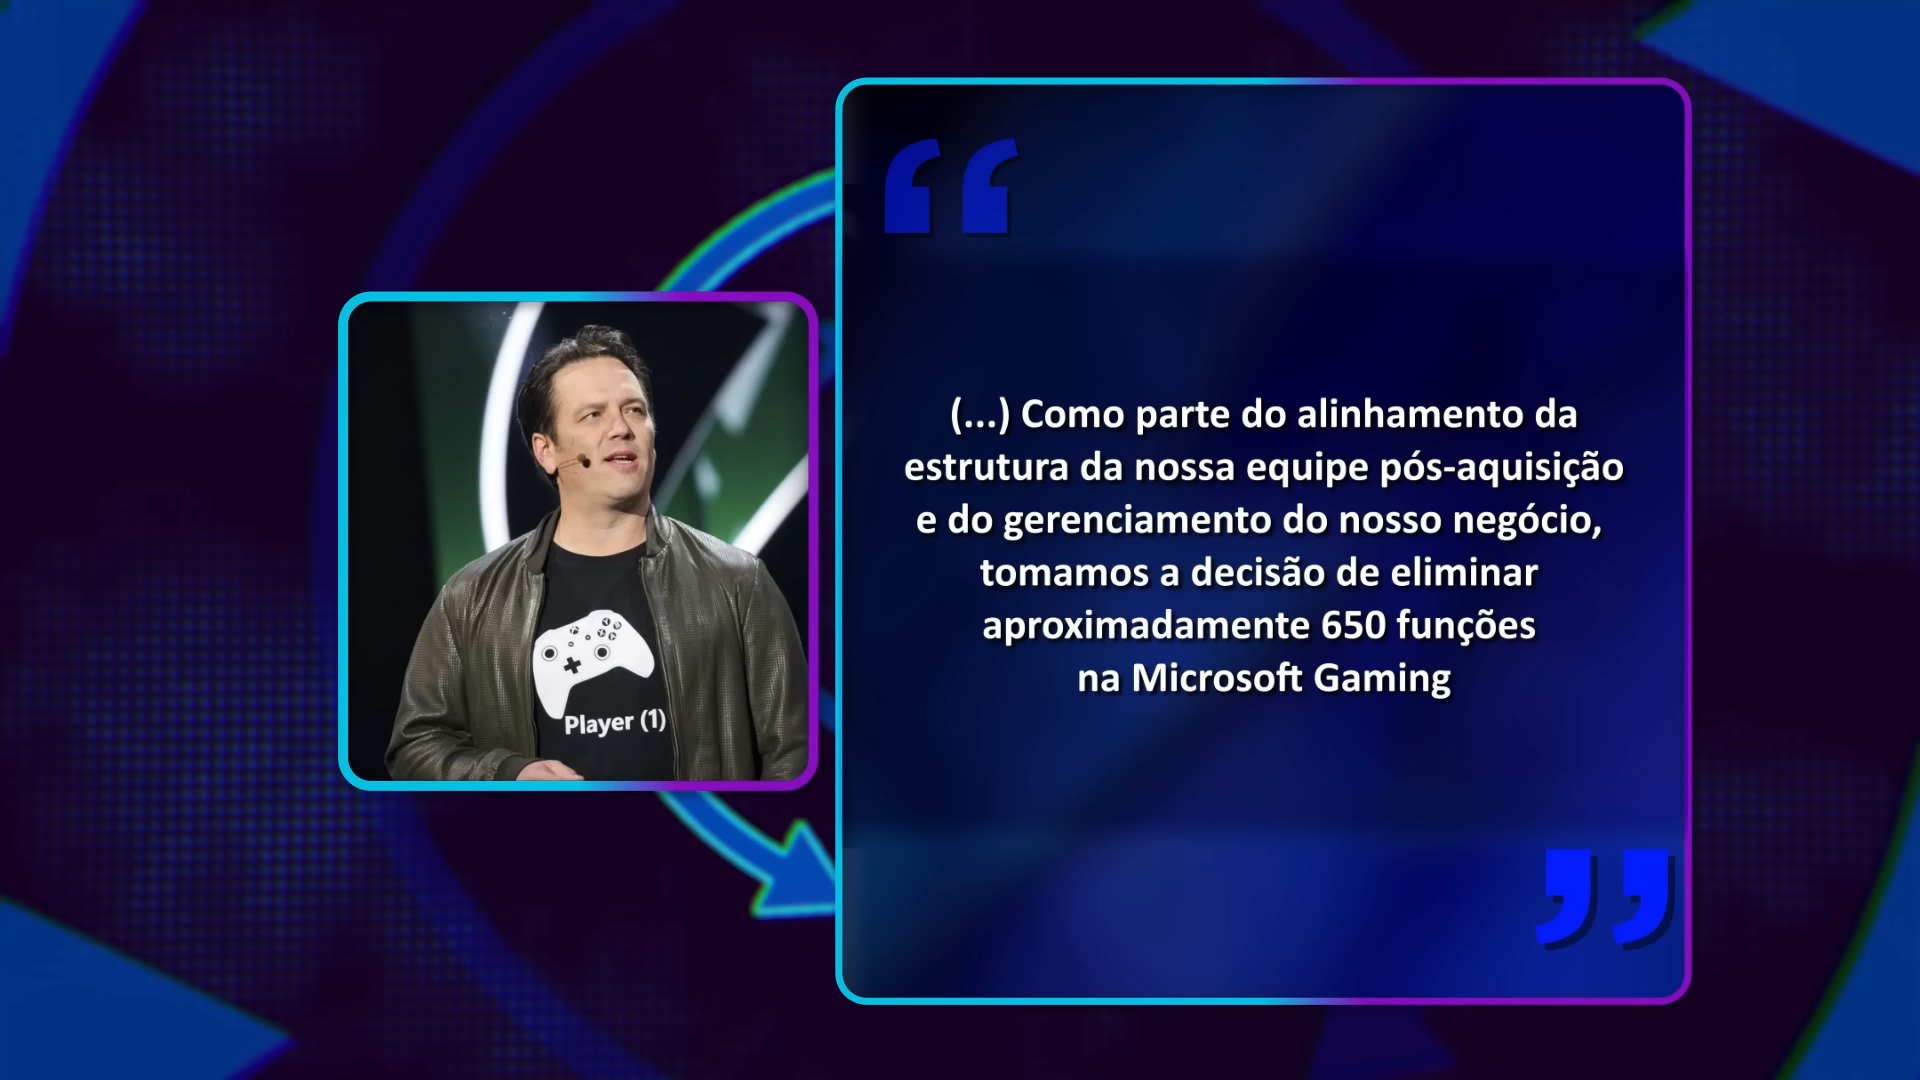 Player (1)
(...) Como parte do alinhamento da
estrutura da nossa equipe pós-aquisição
e do gerenciamento do nosso negócio,
tomamos a decisão de eliminar
aproximadamente 650 funções
na Microsoft Gaming